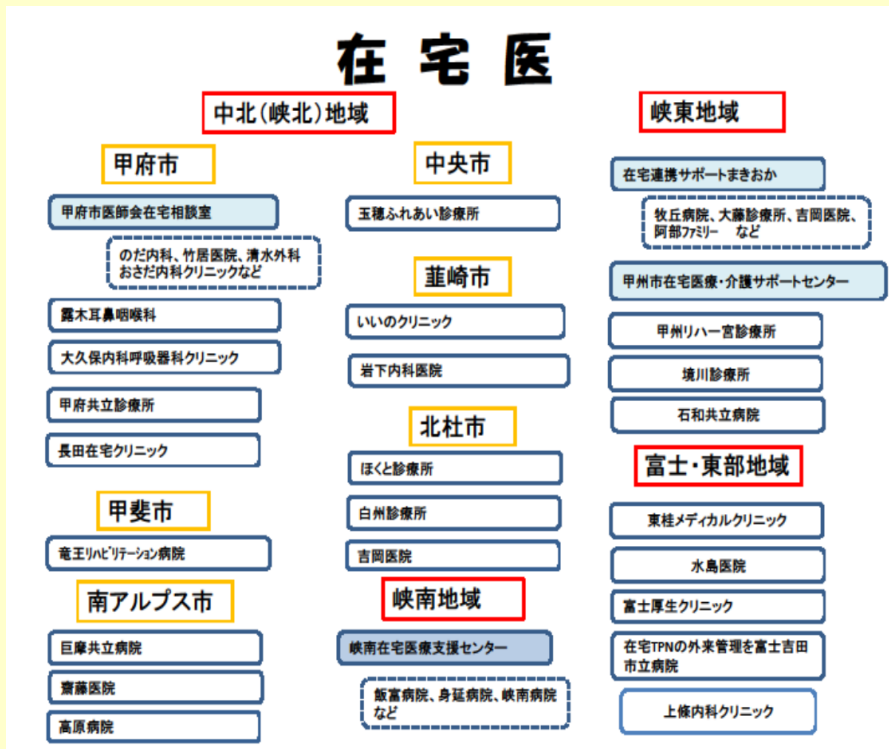 在宅医
中北(峡北)地域
甲府市
甲府市医師会在宅相談室
のだ内科、竹居医院、清水外科
おさだ内科クリニックなど
露木耳鼻咽喉科
大久保内科呼吸器科クリニック
甲府共立診療所
長田在宅クリニック
甲斐市
竜王リハビリテーション病院
南アルプス市
巨摩共立病院
齋藤医院
高原病院
中央市
玉穂ふれあい診療所
韮崎市
いいのクリニック
岩下内科医院
北杜市
ほくと診療所
白州診療所
吉岡医院
峡南地域
峡南在宅医療支援センター
飯富病院、身延病院、峡南病院
など
峡東地域
在宅連携サポートまきおか
牧丘病院、大藤診療所、吉岡医院、
阿部ファミリー など
甲州市在宅医療・介護サポートセンター
甲州リハ一宮診療所
境川診療所
石和共立病院
富士・東部地域
東桂メディカルクリニック
水島医院
富士厚生クリニック
在宅TPNの外来管理を富士吉田
市立病院
上條内科クリニック